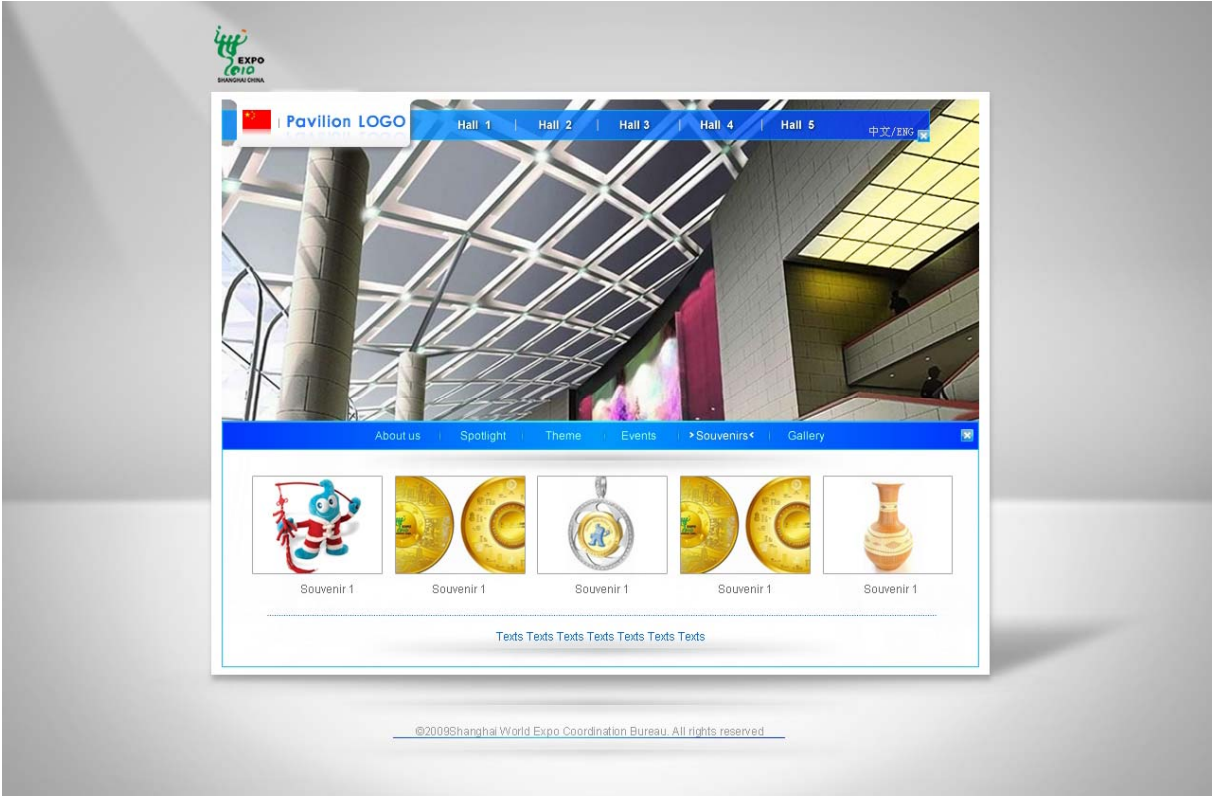 EXPO
2010
SHANGHAI CHINA
Pavilion LOGO
Hall 1 | Hall 2 | Hall 3 | Hall 4 | Hall 5
中文/ENG
About us | Spotlight | Theme | Events | >Souvenirs< | Gallery
Souvenir 1 Souvenir 1 Souvenir 1 Souvenir 1 Souvenir 1
Texts Texts Texts Texts Texts Texts Texts
©2009Shanghai World Expo Coordination Bureau. All rights reserved